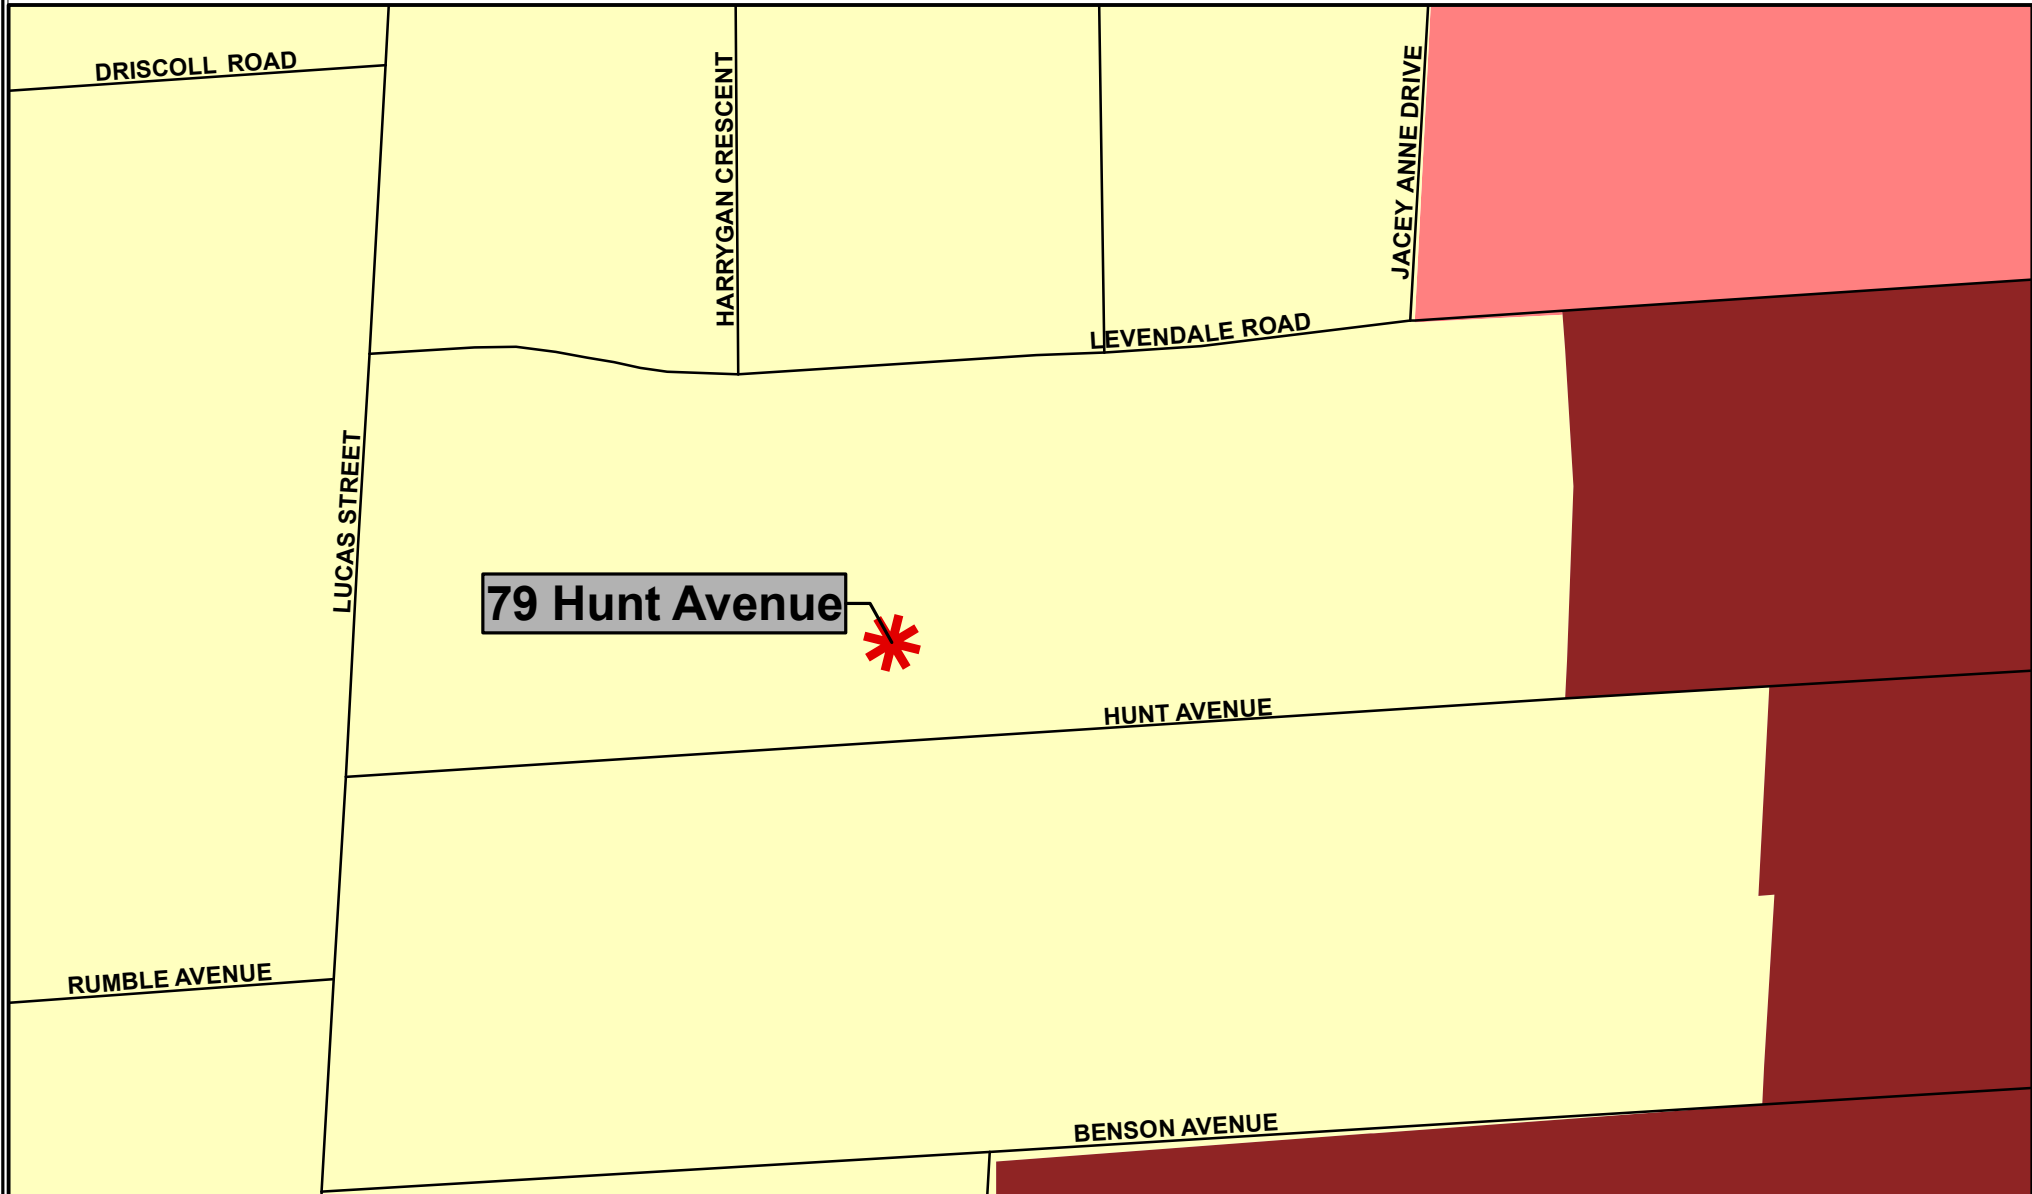 DRISCOLL ROAD
HARRYGAN CRESCENT
JACEY ANNE DRIVE
LEVENDALE ROAD
LUCAS STREET
79 Hunt Avenue
HUNT AVENUE
RUMBLE AVENUE
BENSON AVENUE